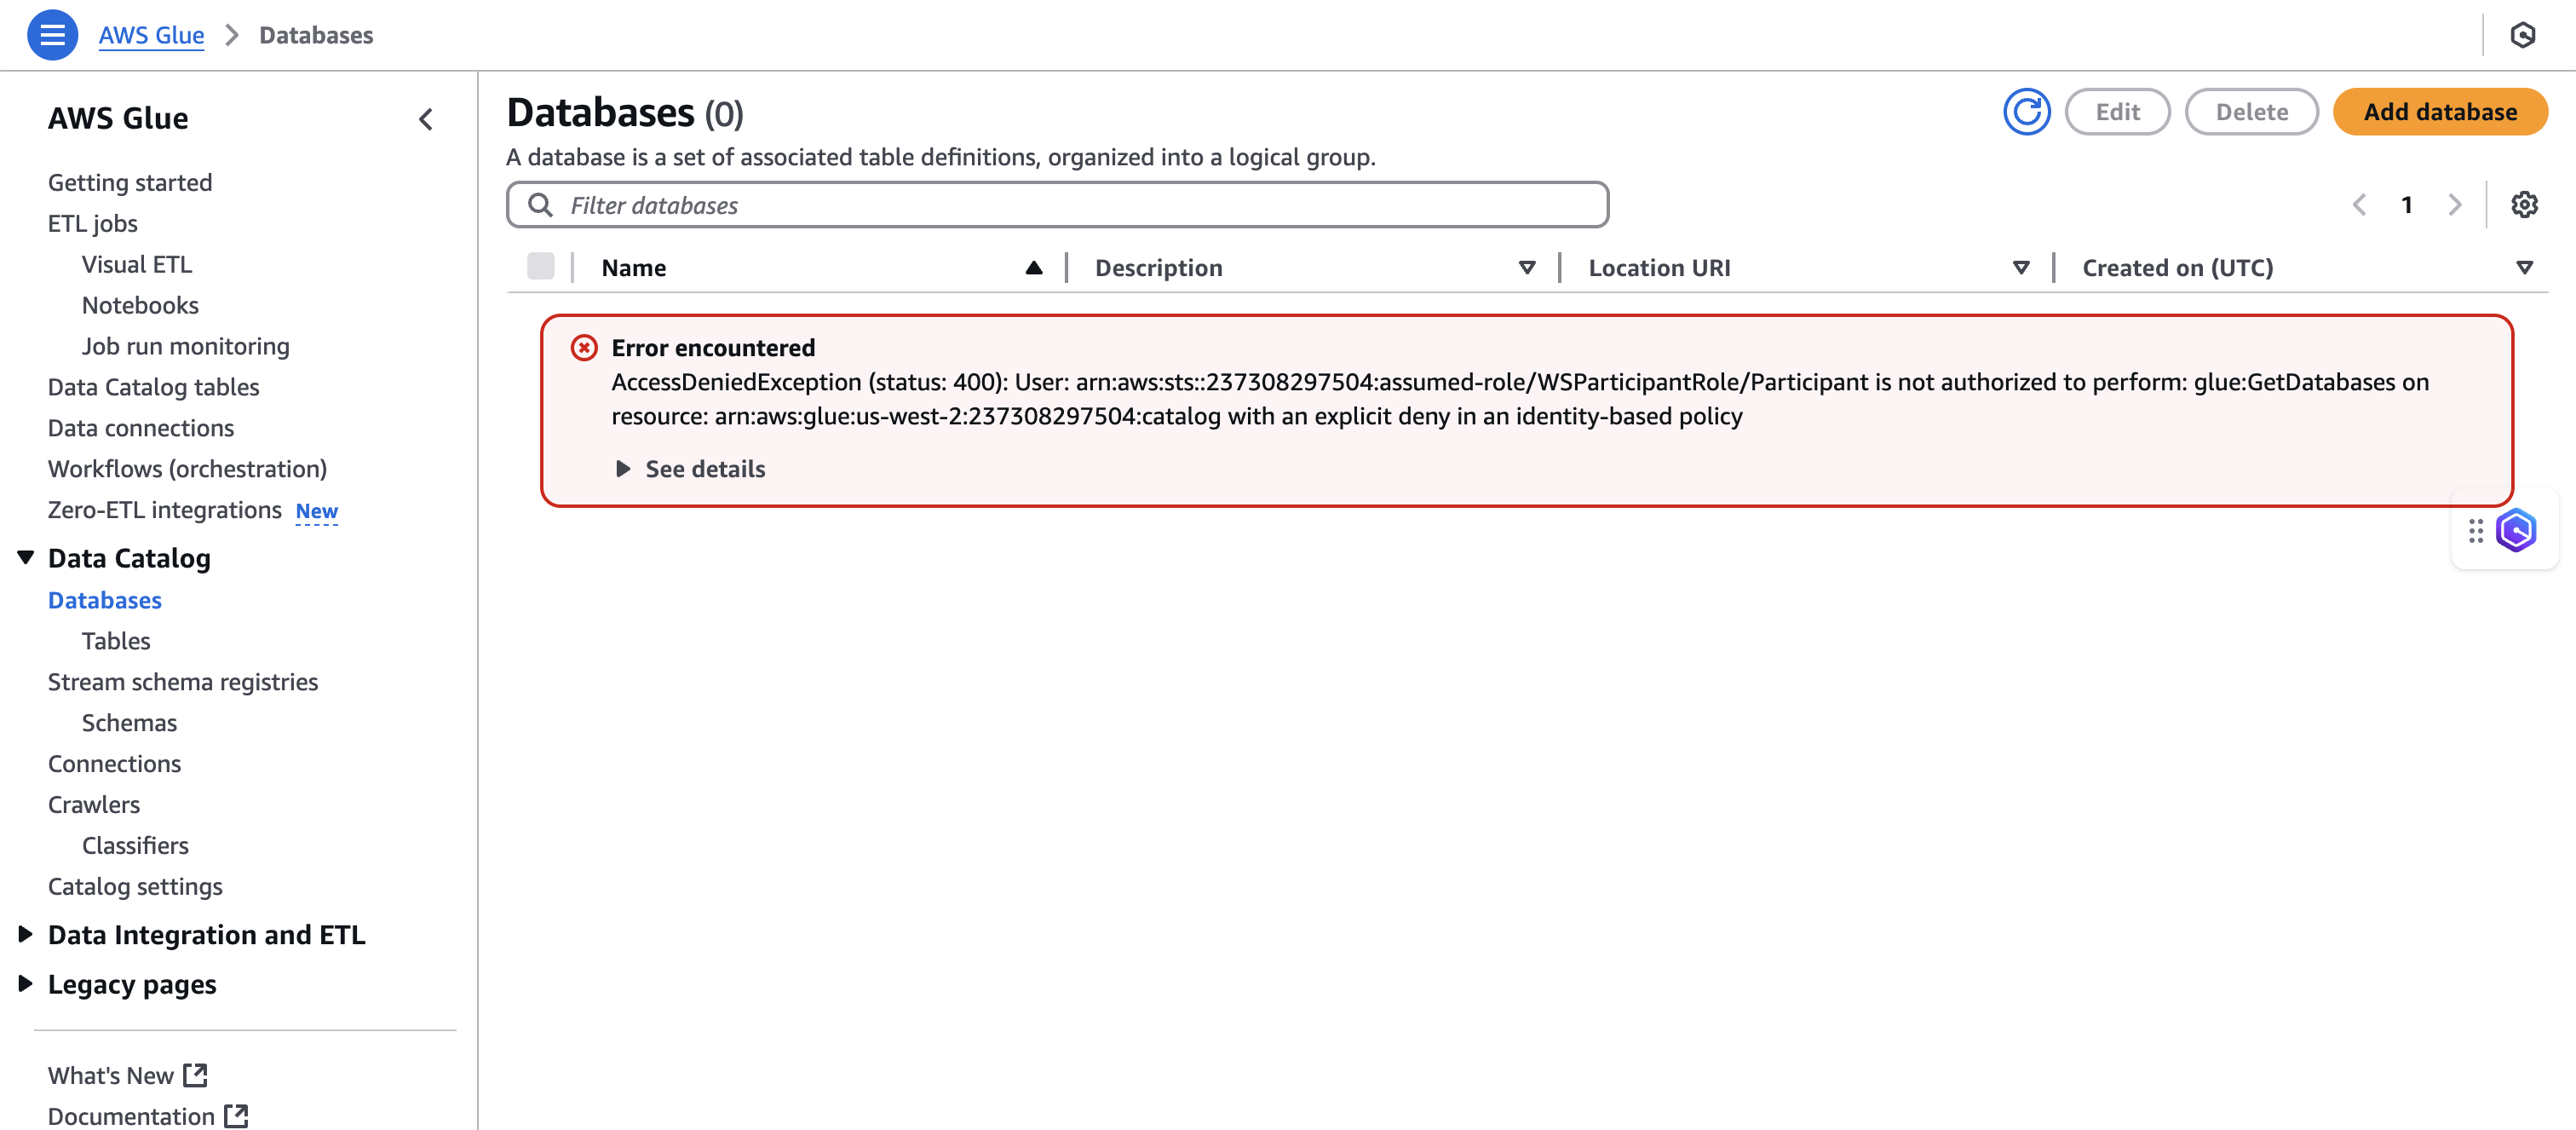 AWS Glue > Databases
AWS Glue
Getting started
ETL jobs
Visual ETL
Notebooks
Job run monitoring
Data Catalog tables
Data connections
Workflows (orchestration)
Zero-ETL integrations New
Data Catalog
Databases
Tables
Stream schema registries
Schemas
Connections
Crawlers
Classifiers
Catalog settings
Data Integration and ETL
Legacy pages
What's New
Documentation
Databases (0)
Edit
Delete
Add database
A database is a set of associated table definitions, organized into a logical group.
Filter databases
1
Name
Description
Location URI
Created on (UTC)
Error encountered
AccessDeniedException (status: 400): User: arn:aws:sts::237308297504:assumed-role/WSParticipantRole/Participant is not authorized to perform: glue:GetDatabases on
resource: arn:aws:glue:us-west-2:237308297504:catalog with an explicit deny in an identity-based policy
See details